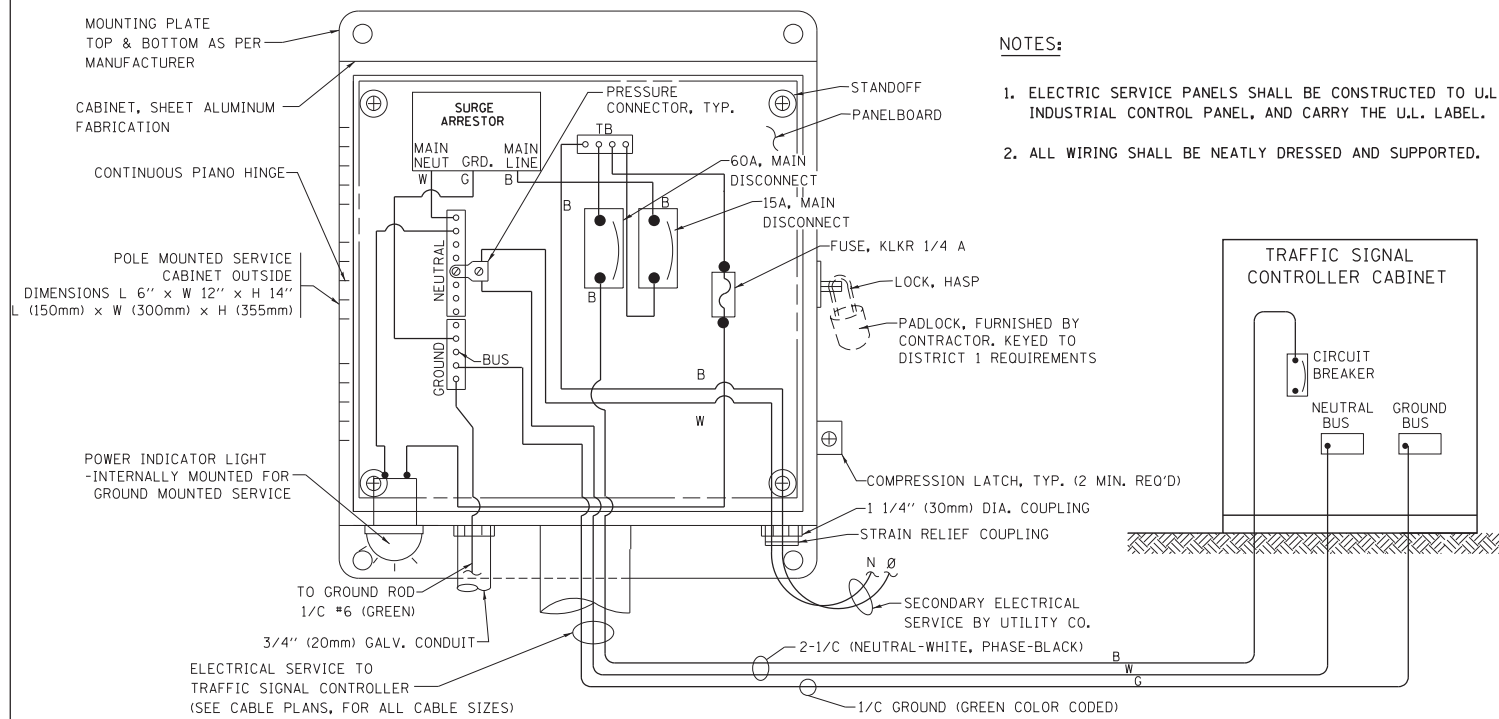 MOUNTING PLATE
TOP & BOTTOM AS PER
MANUFACTURER
CABINET, SHEET ALUMINUM
FABRICATION
CONTINUOUS PIANO HINGE
POLE MOUNTED SERVICE
CABINET OUTSIDE
DIMENSIONS L 6'' x W 12'' x H 14''
L (150mm) x W (300mm) x H (355mm)
POWER INDICATOR LIGHT
-INTERNALLY MOUNTED FOR
GROUND MOUNTED SERVICE
SURGE
ARRESTOR
MAIN
NEUT
GRD.
MAIN
LINE
W
G
B
PRESSURE
CONNECTOR, TYP.
TB
STANDOFF
PANELBOARD
60A, MAIN
DISCONNECT
15A, MAIN
DISCONNECT
B
B
B
FUSE, KLKR 1/4 A
NEUTRAL
GROUND
BUS
LOCK, HASP
PADLOCK, FURNISHED BY
CONTRACTOR. KEYED TO
DISTRICT 1 REQUIREMENTS
B
W
COMPRESSION LATCH, TYP. (2 MIN. REQ'D)
1 1/4'' (30mm) DIA. COUPLING
STRAIN RELIEF COUPLING
N Ø
SECONDARY ELECTRICAL
SERVICE BY UTILITY CO.
TO GROUND ROD
1/C #6 (GREEN)
3/4'' (20mm) GALV. CONDUIT
ELECTRICAL SERVICE TO
TRAFFIC SIGNAL CONTROLLER
(SEE CABLE PLANS, FOR ALL CABLE SIZES)
2-1/C (NEUTRAL-WHITE, PHASE-BLACK)
B
W
G
1/C GROUND (GREEN COLOR CODED)
NOTES:
1. ELECTRIC SERVICE PANELS SHALL BE CONSTRUCTED TO U.L
INDUSTRIAL CONTROL PANEL, AND CARRY THE U.L. LABEL.
2. ALL WIRING SHALL BE NEATLY DRESSED AND SUPPORTED.
TRAFFIC SIGNAL
CONTROLLER CABINET
CIRCUIT
BREAKER
NEUTRAL
BUS
GROUND
BUS